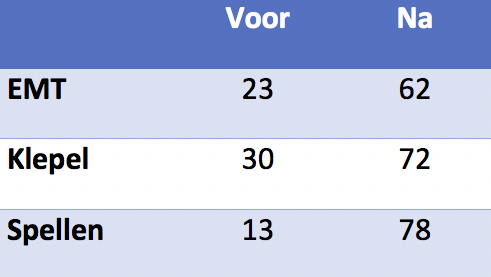 Voor Na
EMT 23 62
Klepel 30 72
Spellen 13 78